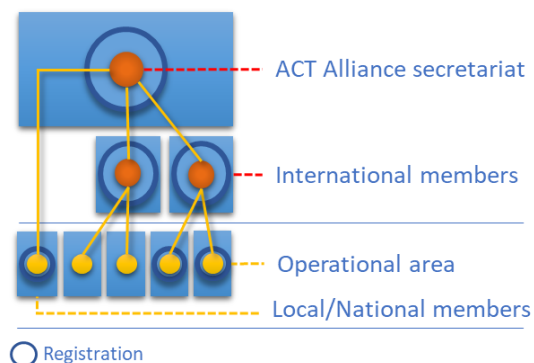 ACT Alliance secretariat
International members
Operational area
Local/National members
Registration